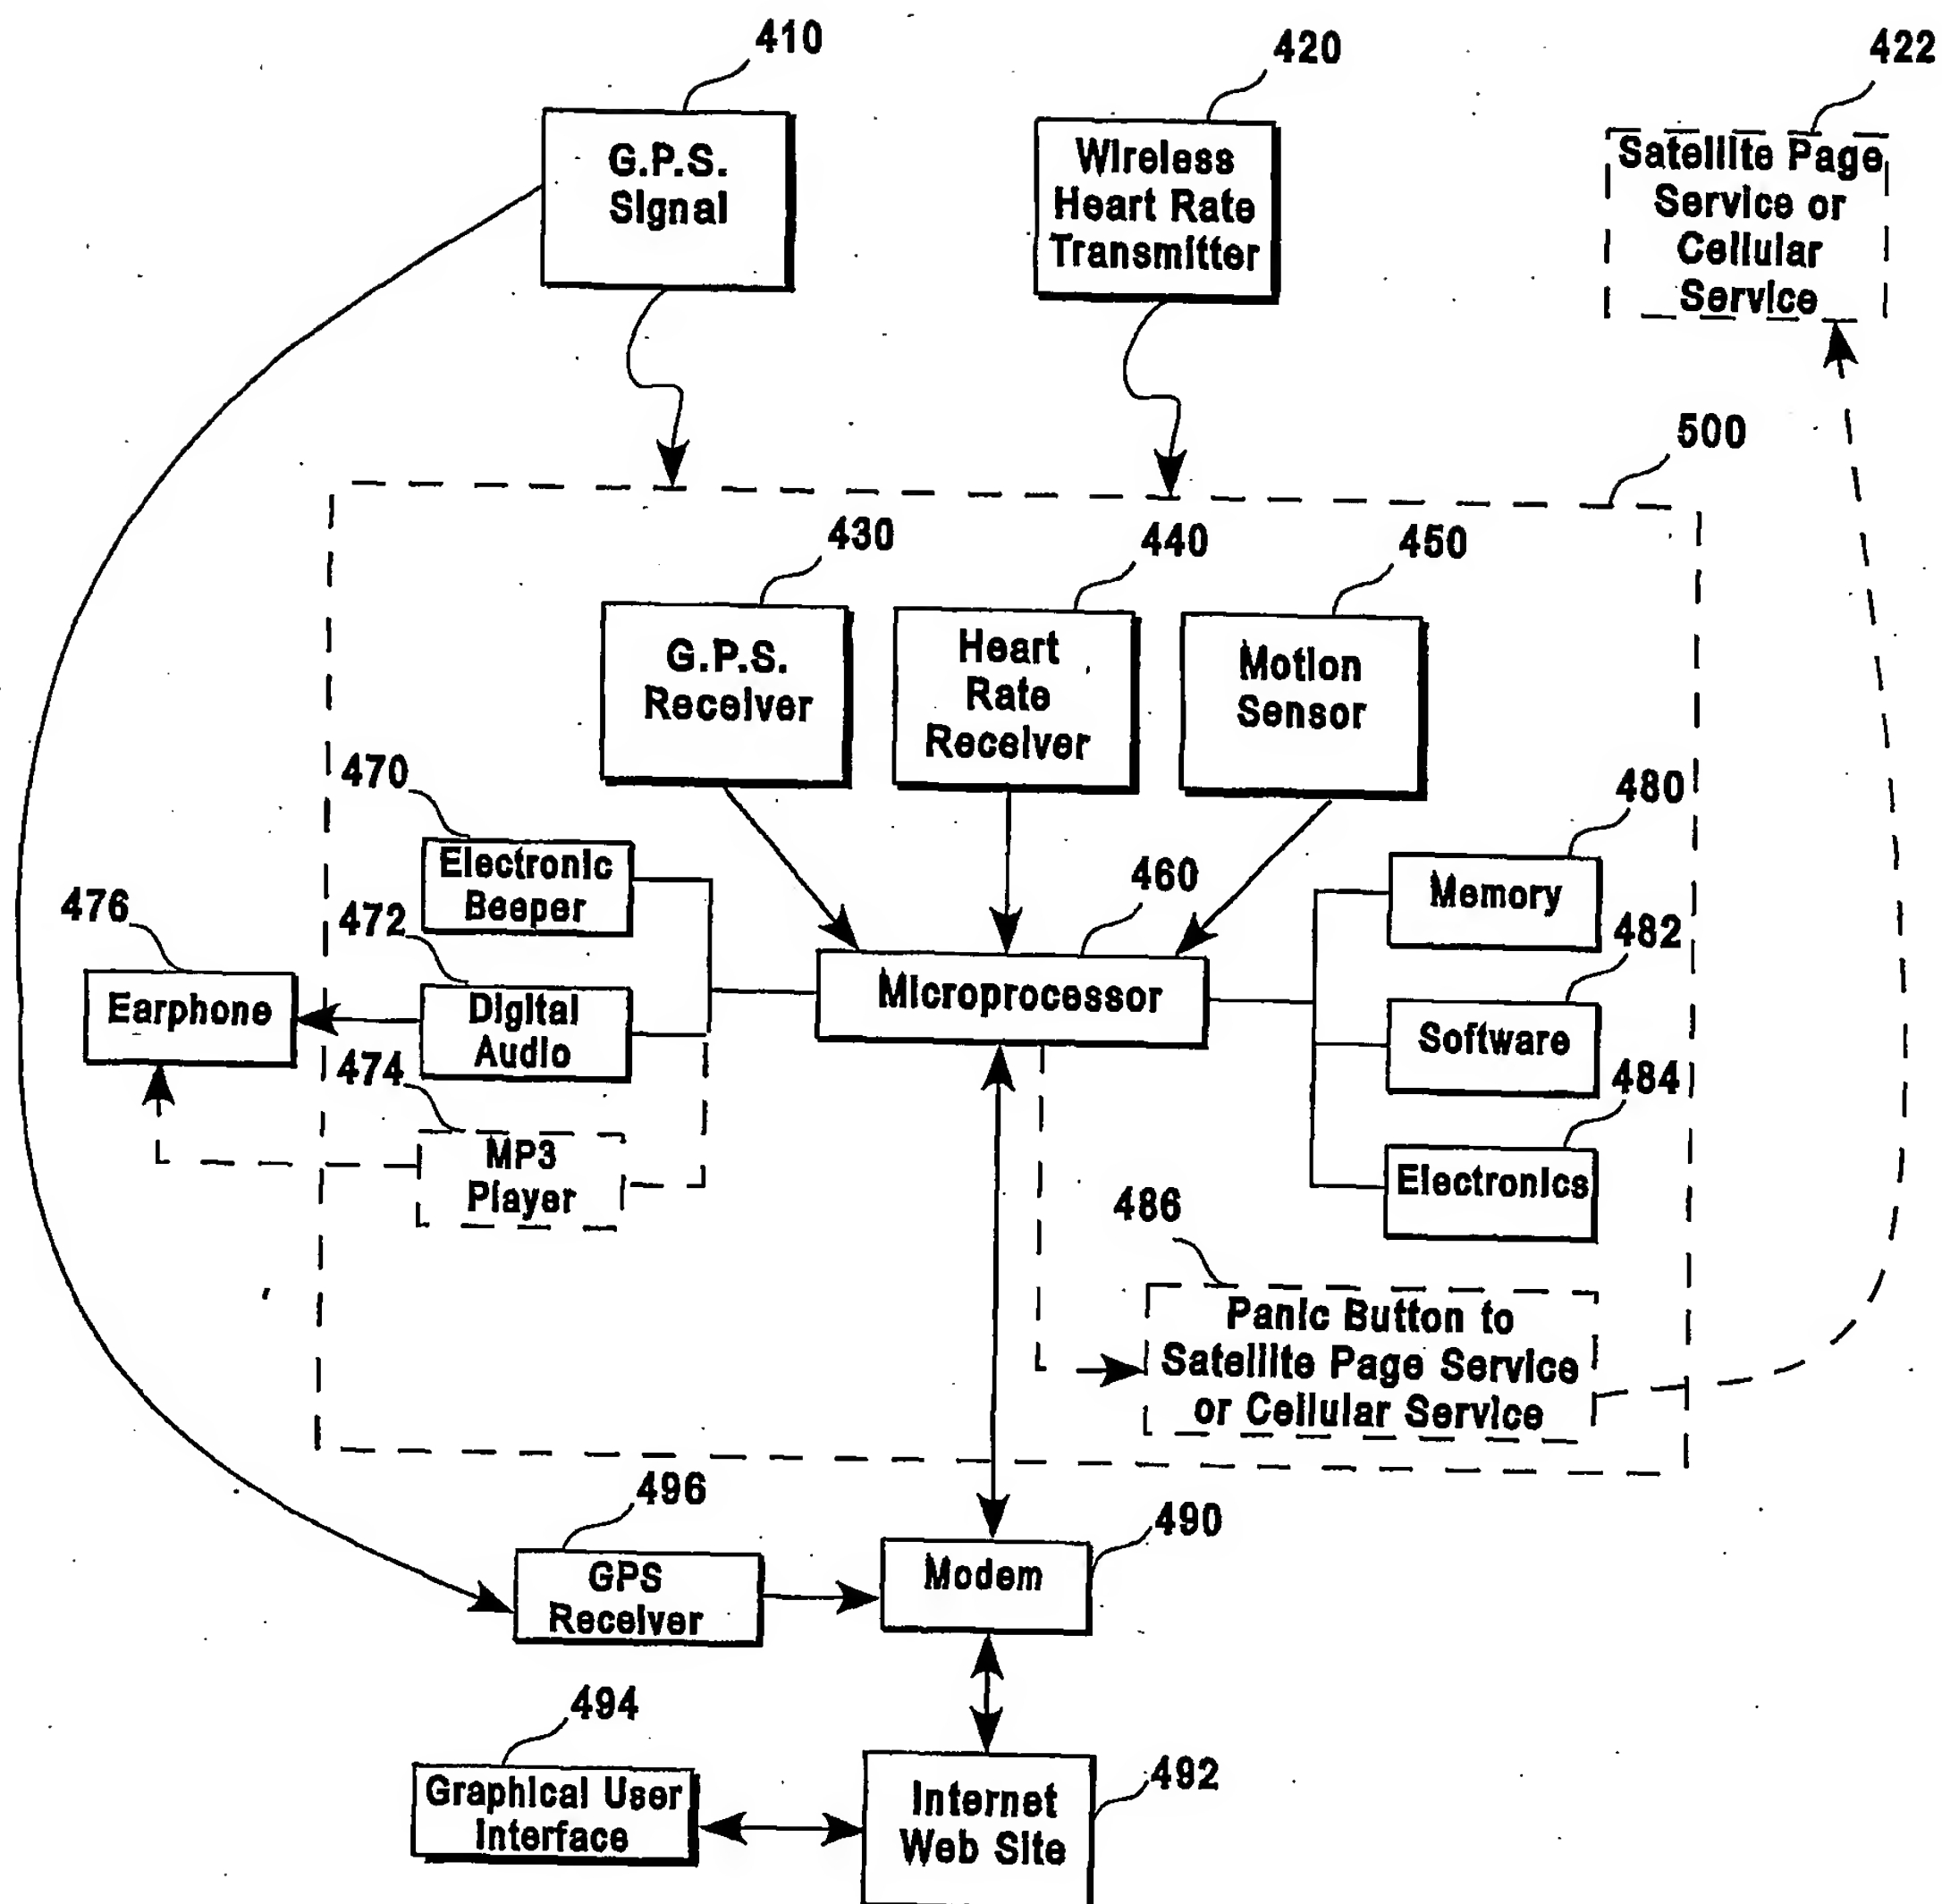 410
420
422
G.P.S.
Signal
Wireless
Heart Rate
Transmitter
Satellite Page
Service or
Cellular
Service
500
430
440
450
G.P.S.
Receiver
Heart
Rate
Receiver
Motion
Sensor
470
480
Electronic
Beeper
460
Memory
476
472
482
Earphone
Digital
Audio
Microprocessor
Software
474
484
MP3
Player
Electronics
486
Panic Button to
Satellite Page Service
or Cellular Service
496
490
GPS
Receiver
Modem
494
492
Graphical User
Interface
Internet
Web Site